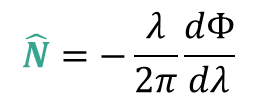 N̂ = − λ/2π dΦ/dλ